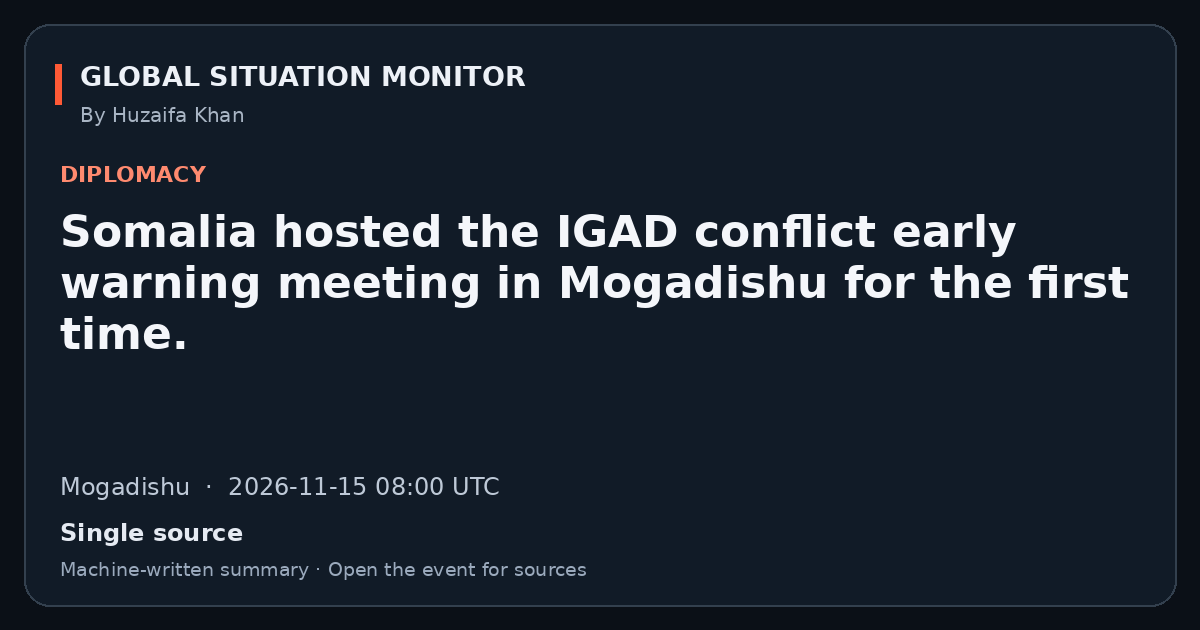 GLOBAL SITUATION MONITOR
By Huzaifa Khan
DIPLOMACY
Somalia hosted the IGAD conflict early
warning meeting in Mogadishu for the first
time.
Mogadishu · 2026-11-15 08:00 UTC
Single source
Machine-written summary · Open the event for sources